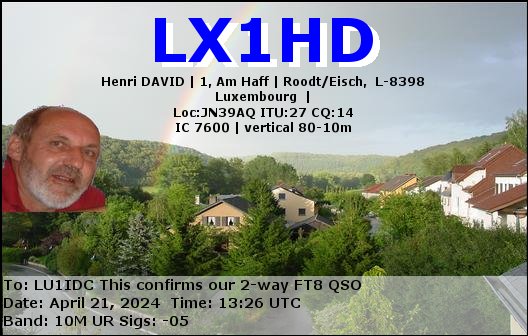 LX1HD
Henri DAVID | 1, Am Haff | Roodt/Eisch, L-8398
Luxembourg |
Loc:JN39AQ ITU:27 CQ:14
IC 7600 | vertical 80-10m
To: LU1IDC This confirms our 2-way FT8 QSO
Date: April 21, 2024 Time: 13:26 UTC
Band: 10M UR Sigs: -05